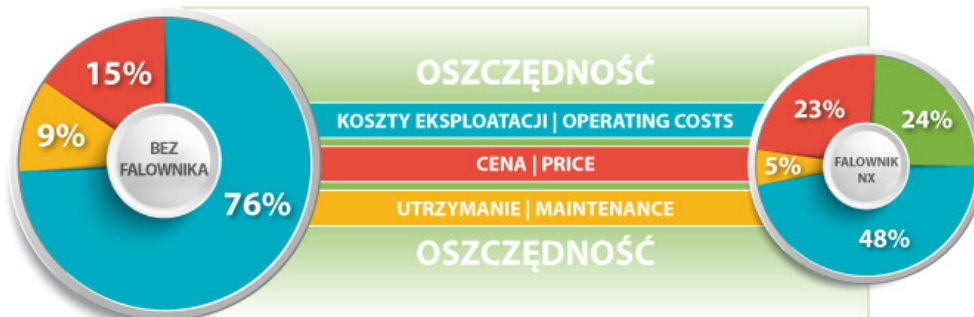 15%
9%
BEZ
FALOWNIKA
76%
OSZCZĘDNOŚĆ
KOSZTY EKSPLOATACJI | OPERATING COSTS
CENA | PRICE
UTRZYMANIE | MAINTENANCE
OSZCZĘDNOŚĆ
23%
24%
5%
FALOWNIK
NX
48%